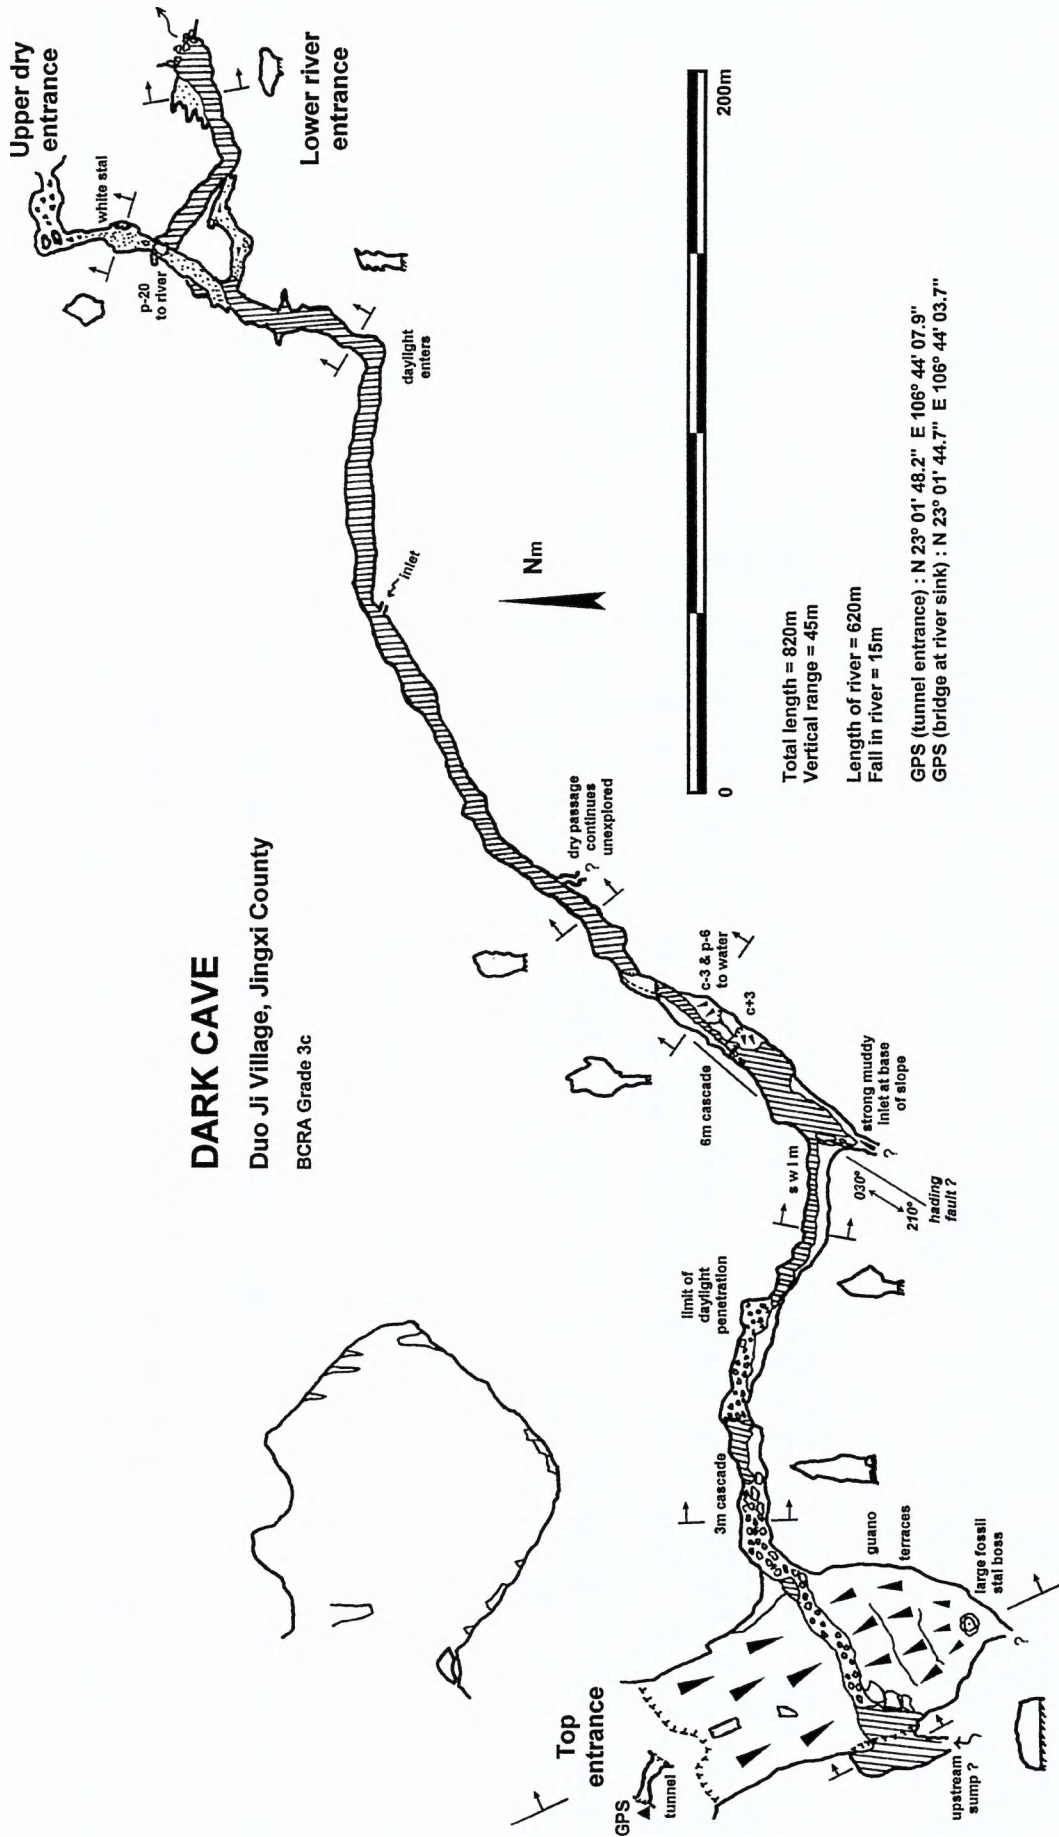 DARK CAVE
Duo Ji Village, Jingxi County
BCRA Grade 3c
Upper dry
entrance
white stal
p-20
to river
Lower river
entrance
daylight
enters
inlet
Nm
dry passage
continues
unexplored
?
c-3 & p-6
to water
c+3
6m cascade
strong muddy
inlet at base
of slope
?
swim
030°
210°
hading
fault ?
limit of
daylight
penetration
3m cascade
guano
terraces
large fossil
stal boss
?
Top
entrance
GPS
tunnel
upstream
sump ?
0
200m
Total length = 820m
Vertical range = 45m
Length of river = 620m
Fall in river = 15m
GPS (tunnel entrance) : N 23° 01' 48.2" E 106° 44' 07.9"
GPS (bridge at river sink) : N 23° 01' 44.7" E 106° 44' 03.7"